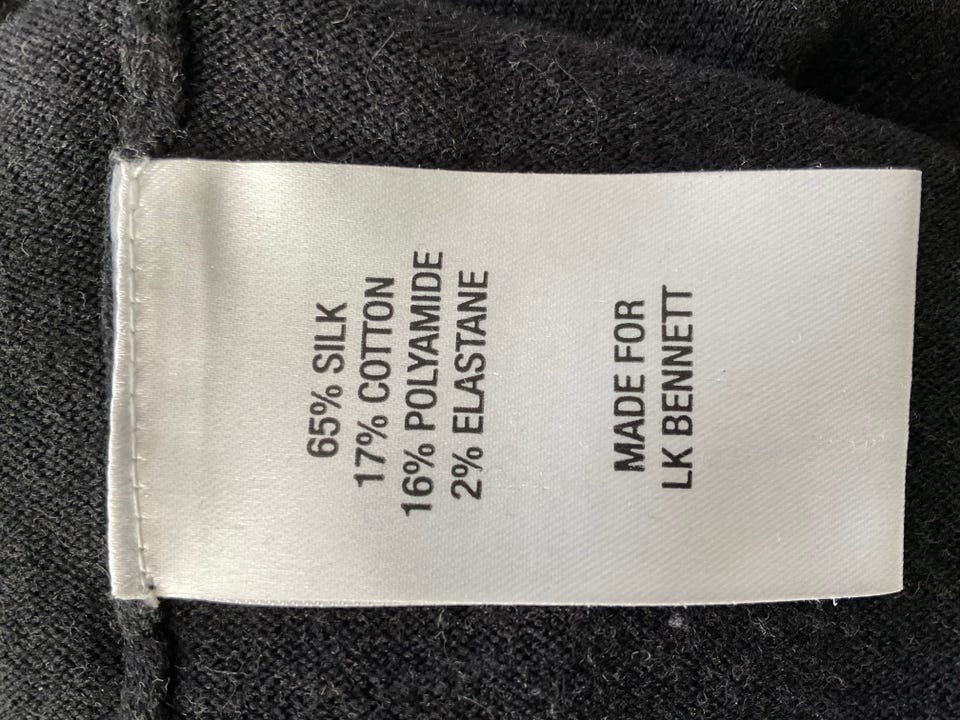 65% SILK
17% COTTON
16% POLYAMIDE
2% ELASTANE
MADE FOR
LK BENNETT